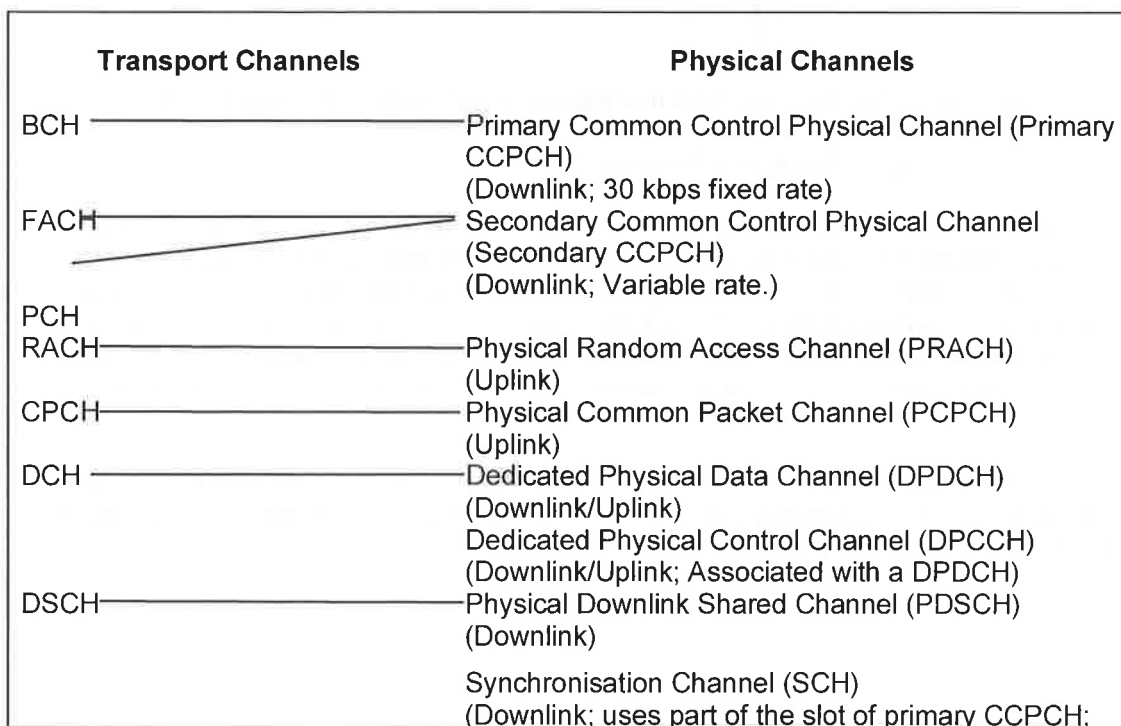 Transport Channels Physical Channels
BCH Primary Common Control Physical Channel (Primary
CCPCH)
(Downlink; 30 kbps fixed rate)
FACH Secondary Common Control Physical Channel
(Secondary CCPCH)
(Downlink; Variable rate.)
PCH
RACH Physical Random Access Channel (PRACH)
(Uplink)
CPCH Physical Common Packet Channel (PCPCH)
(Uplink)
DCH Dedicated Physical Data Channel (DPDCH)
(Downlink/Uplink)
Dedicated Physical Control Channel (DPCCH)
(Downlink/Uplink; Associated with a DPDCH)
DSCH Physical Downlink Shared Channel (PDSCH)
(Downlink)
Synchronisation Channel (SCH)
(Downlink; uses part of the slot of primary CCPCH;